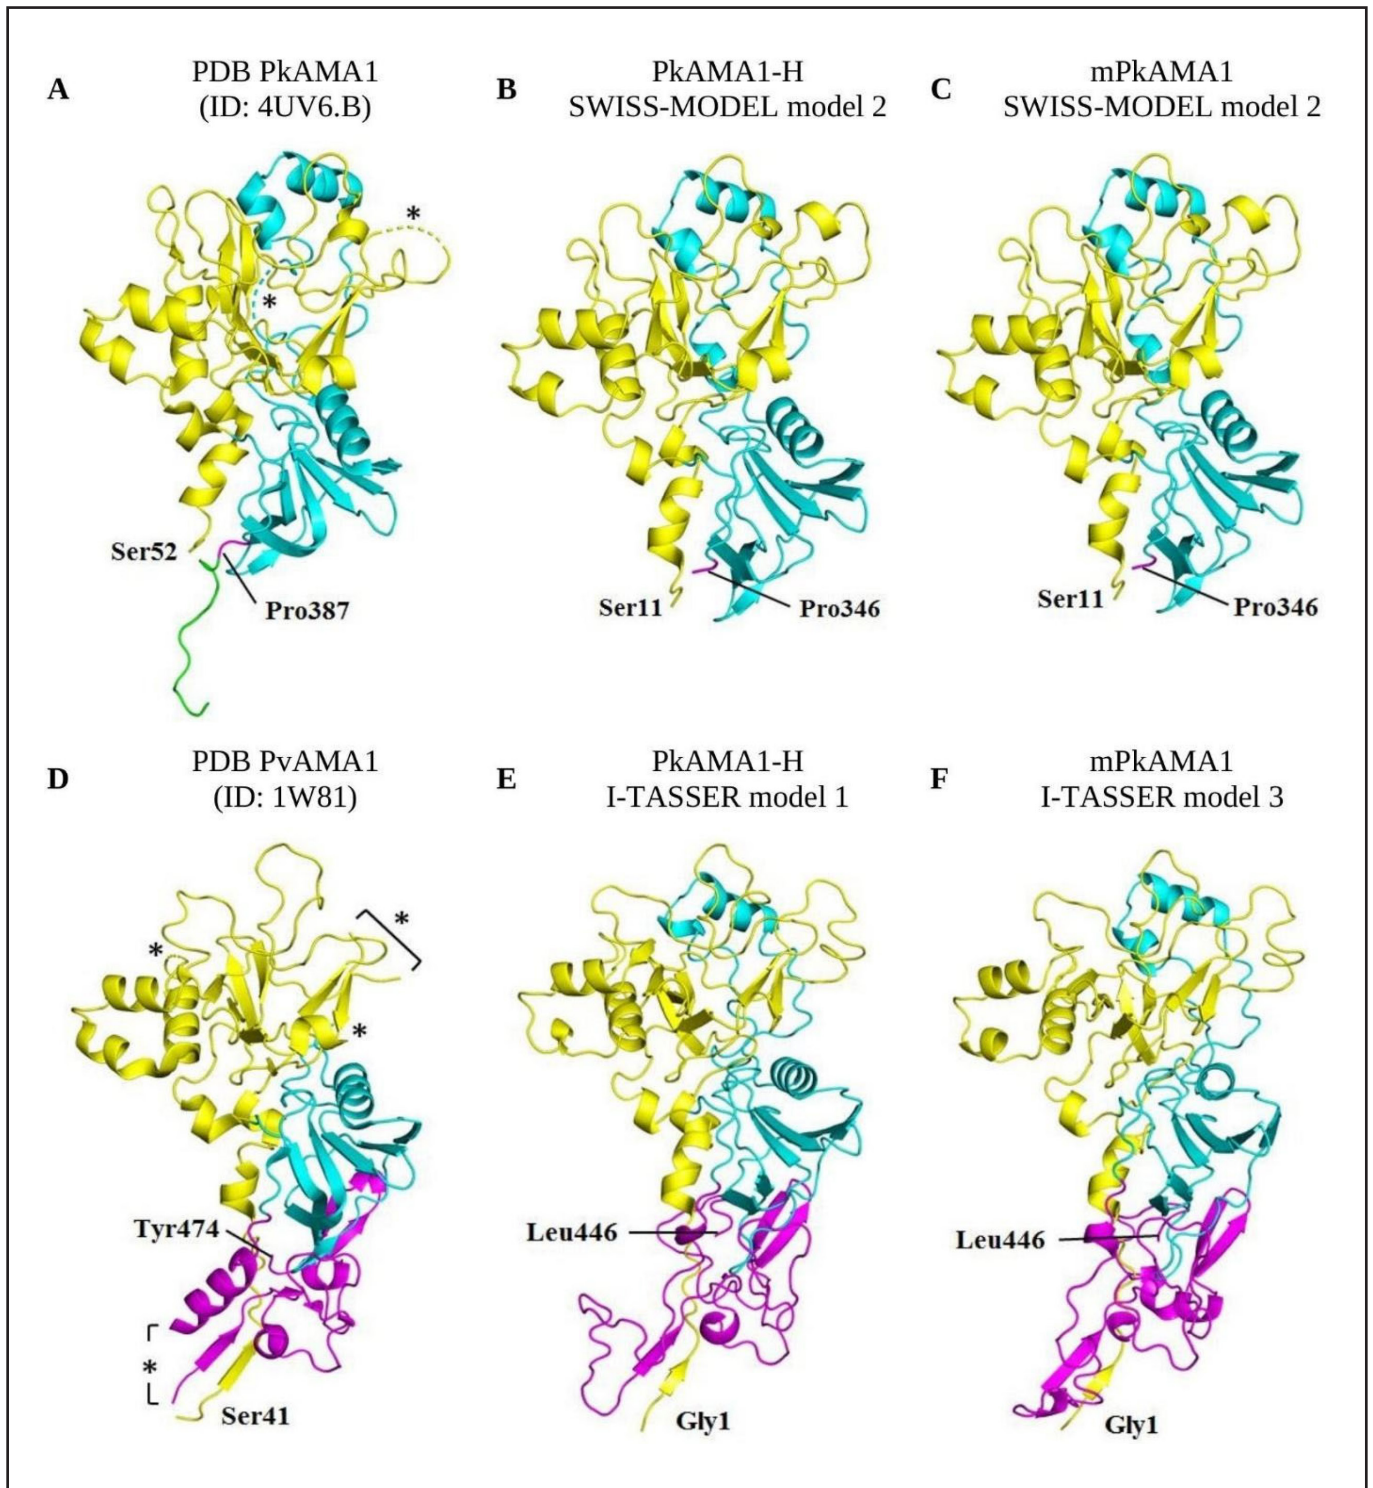 A
PDB PkAMA1
(ID: 4UV6.B)
B
PkAMA1-H
SWISS-MODEL model 2
C
mPkAMA1
SWISS-MODEL model 2
*
*
Ser52
Pro387
Ser11
Pro346
Ser11
Pro346
D
PDB PvAMA1
(ID: 1W81)
E
PkAMA1-H
I-TASSER model 1
F
mPkAMA1
I-TASSER model 3
*
*
*
Tyr474
*
Ser41
Leu446
Gly1
Leu446
Gly1